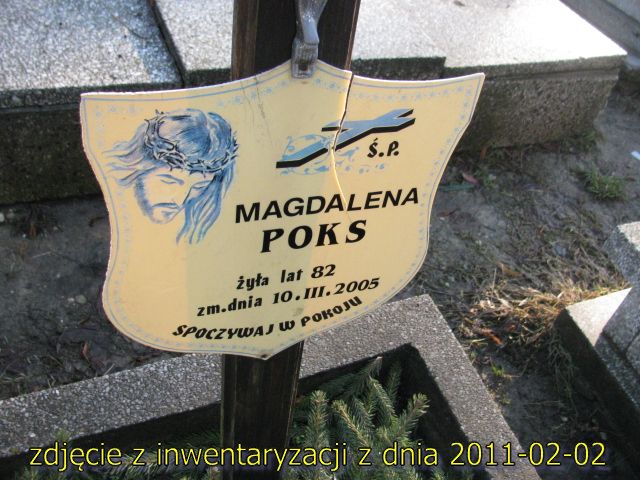 Ś.P.
MAGDALENA
POKS
żyła lat 82
zm.dnia 10.III.2005
SPOCZYWAJ W POKOJU
zdjęcie z inwentaryzacji z dnia 2011-02-02